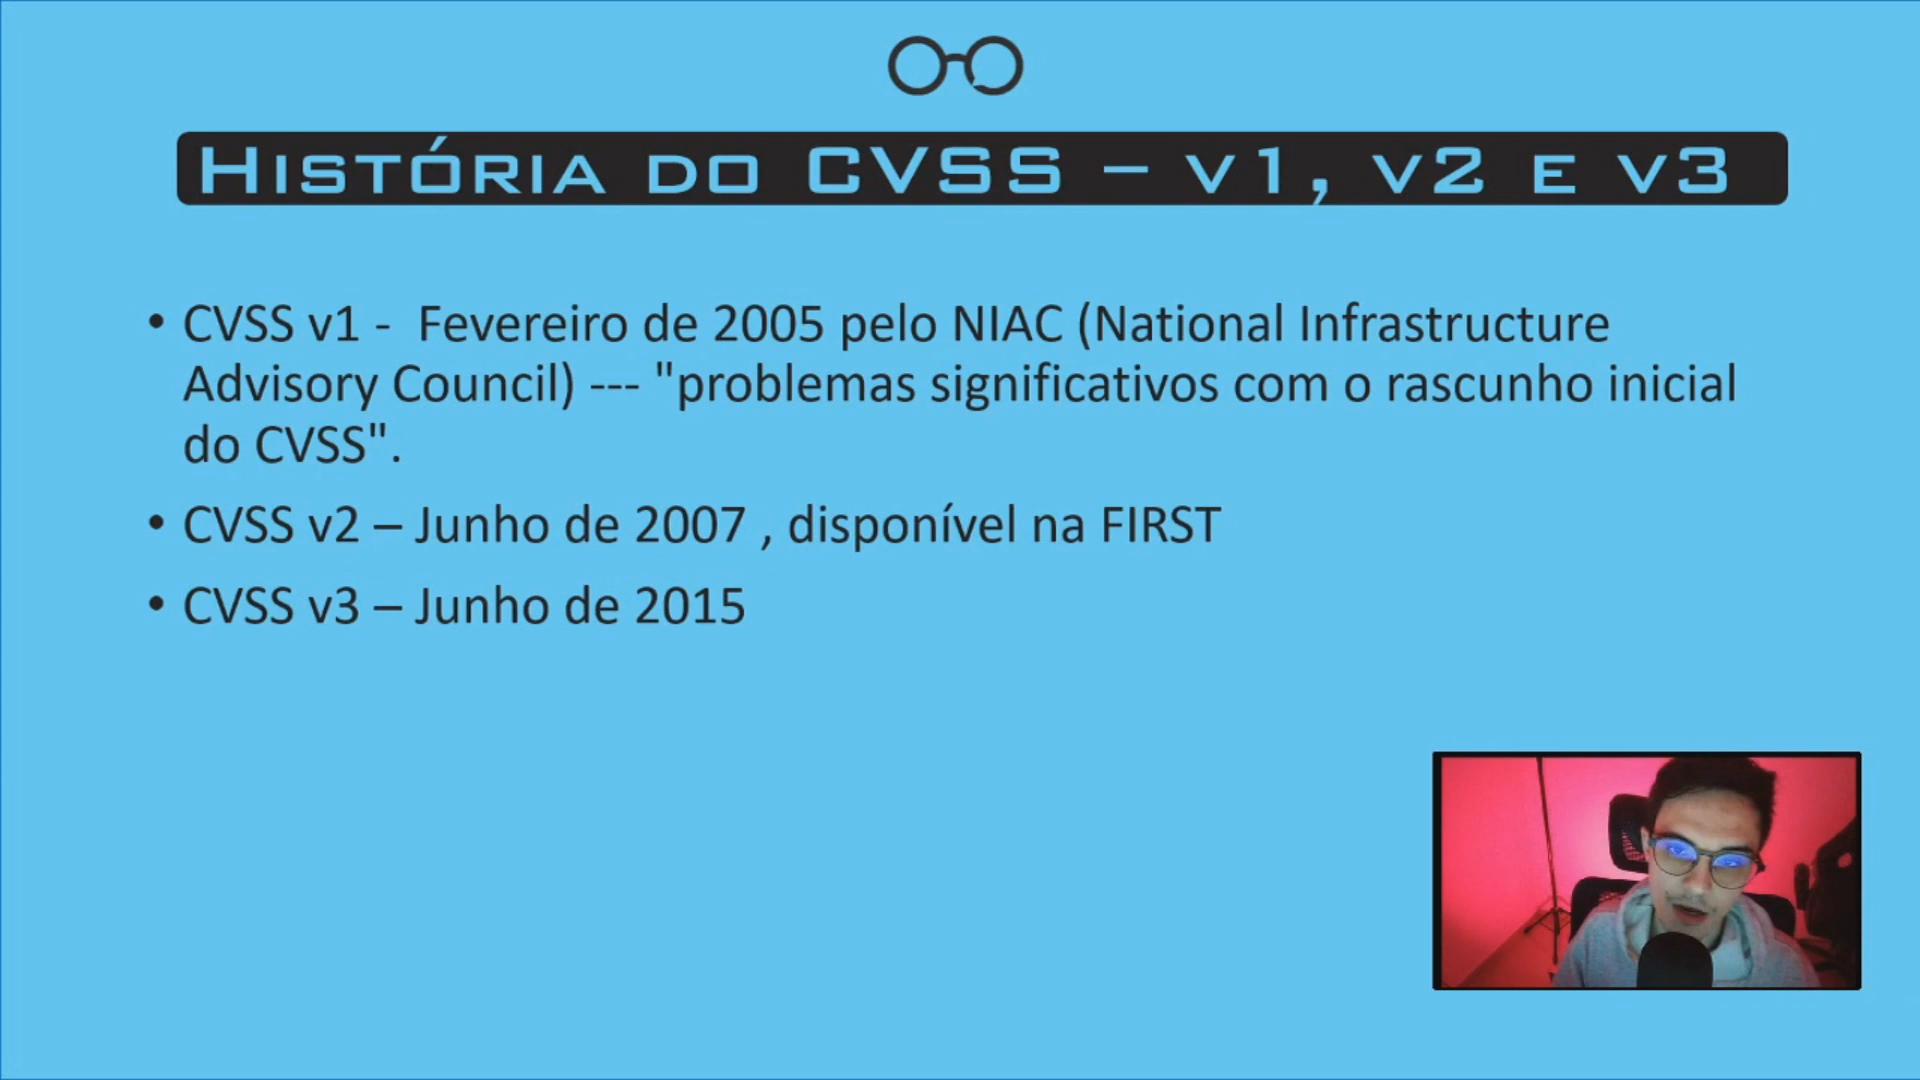 História do CVSS – v1, v2 e v3
• CVSS v1 -  Fevereiro de 2005 pelo NIAC (National Infrastructure
Advisory Council) --- "problemas significativos com o rascunho inicial
do CVSS".
• CVSS v2 – Junho de 2007 , disponível na FIRST
• CVSS v3 – Junho de 2015